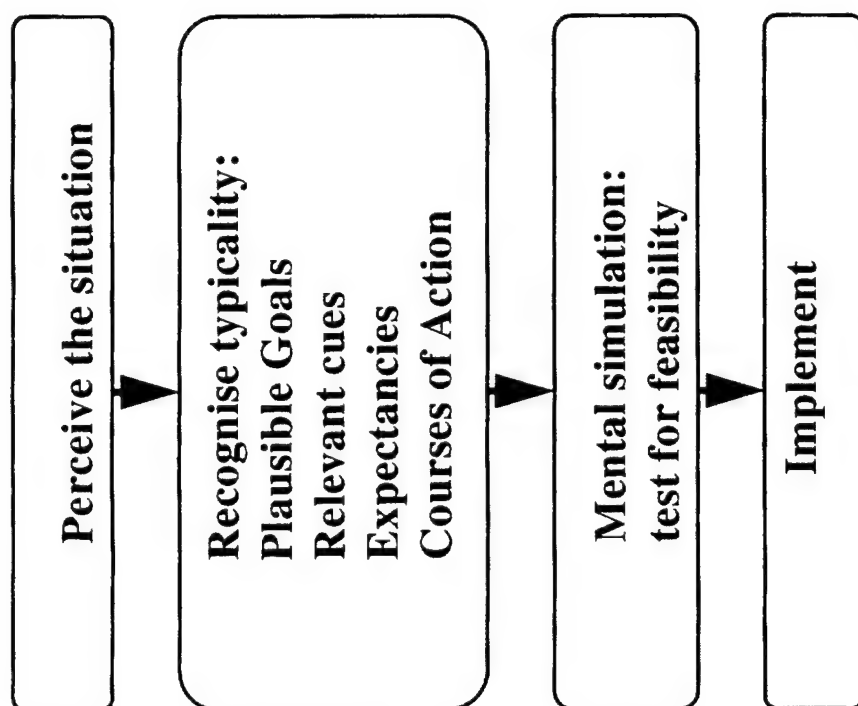 Perceive the situation
Recognise typicality:
Plausible Goals
Relevant cues
Expectancies
Courses of Action
Mental simulation:
test for feasibility
Implement